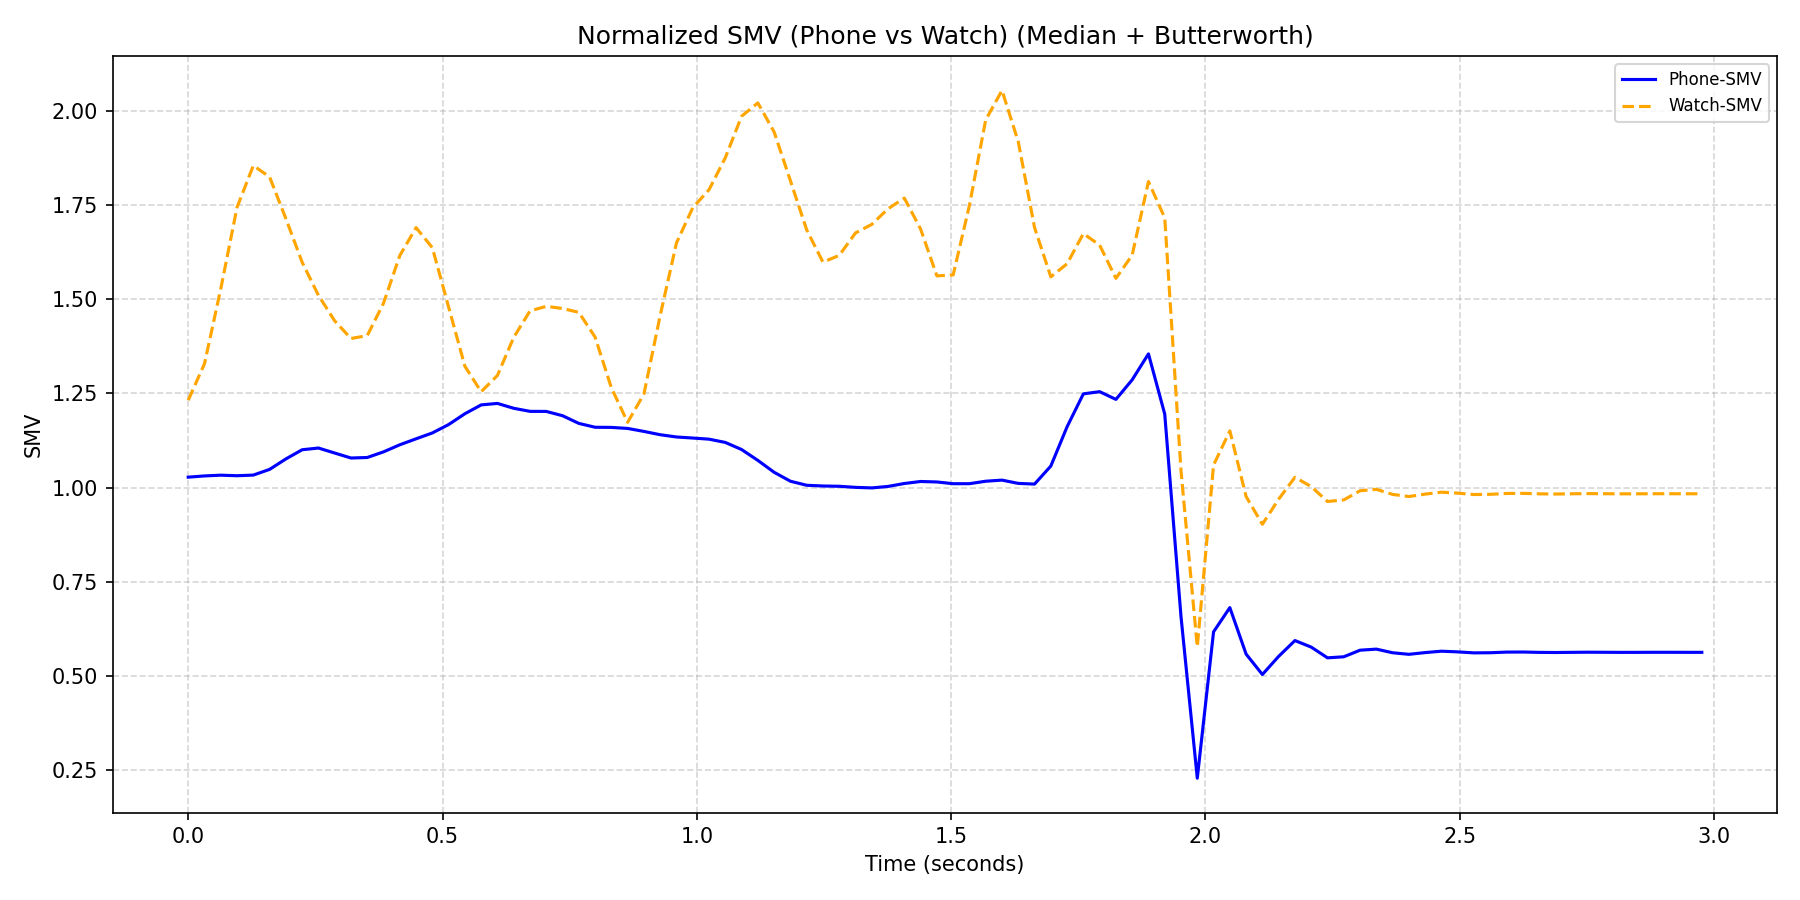 Normalized SMV (Phone vs Watch) (Median + Butterworth)
Phone-SMV
Watch-SMV
2.00
1.75
1.50
1.25
1.00
0.75
0.50
0.25
SMV
0.0 0.5 1.0 1.5 2.0 2.5 3.0
Time (seconds)